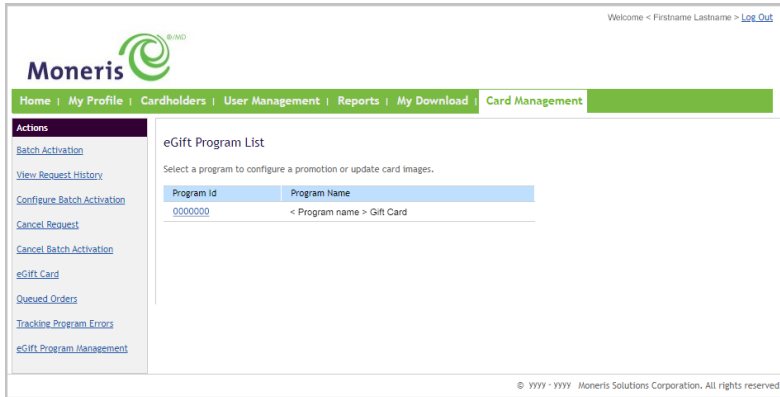 Welcome < Firstname Lastname > Log Out
®/MD
Moneris
Home | My Profile | Cardholders | User Management | Reports | My Download | Card Management
Actions
Batch Activation
View Request History
Configure Batch Activation
Cancel Request
Cancel Batch Activation
eGift Card
Queued Orders
Tracking Program Errors
eGift Program Management
eGift Program List
Select a program to configure a promotion or update card images.
Program Id Program Name
0000000 < Program name > Gift Card
© yyyy - yyyy Moneris Solutions Corporation. All rights reserved